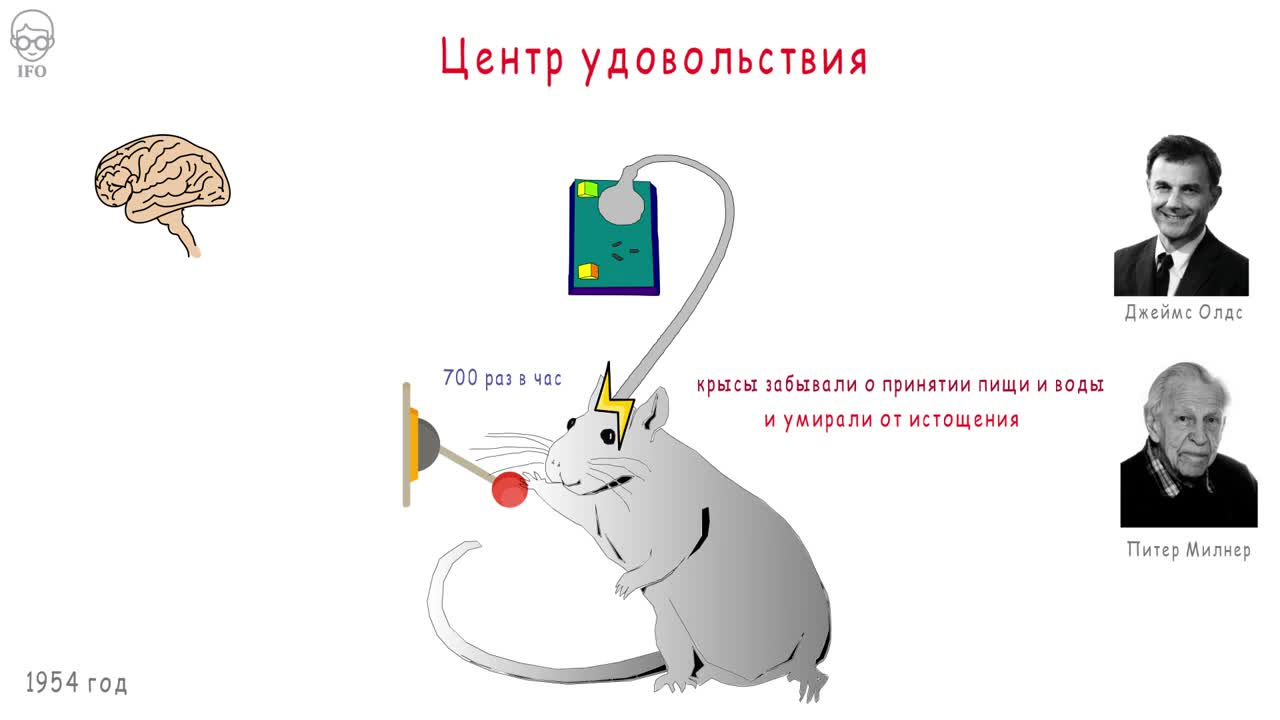 IFO
Центр удовольствия
Джеймс Олдс
700 раз в час
крысы забывали о принятии пищи и воды
и умирали от истощения
Питер Милнер
1954 год